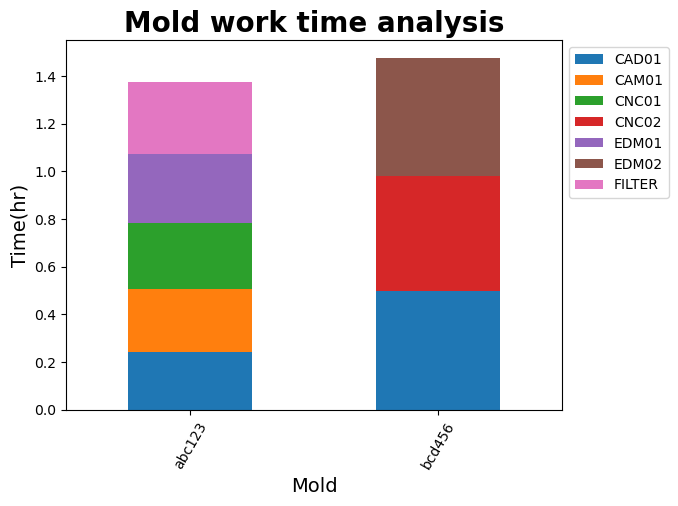 Mold work time analysis
CAD01
CAM01
CNC01
CNC02
EDM01
EDM02
FILTER
Time(hr)
1.4
1.2
1.0
0.8
0.6
0.4
0.2
0.0
abc123
bcd456
Mold